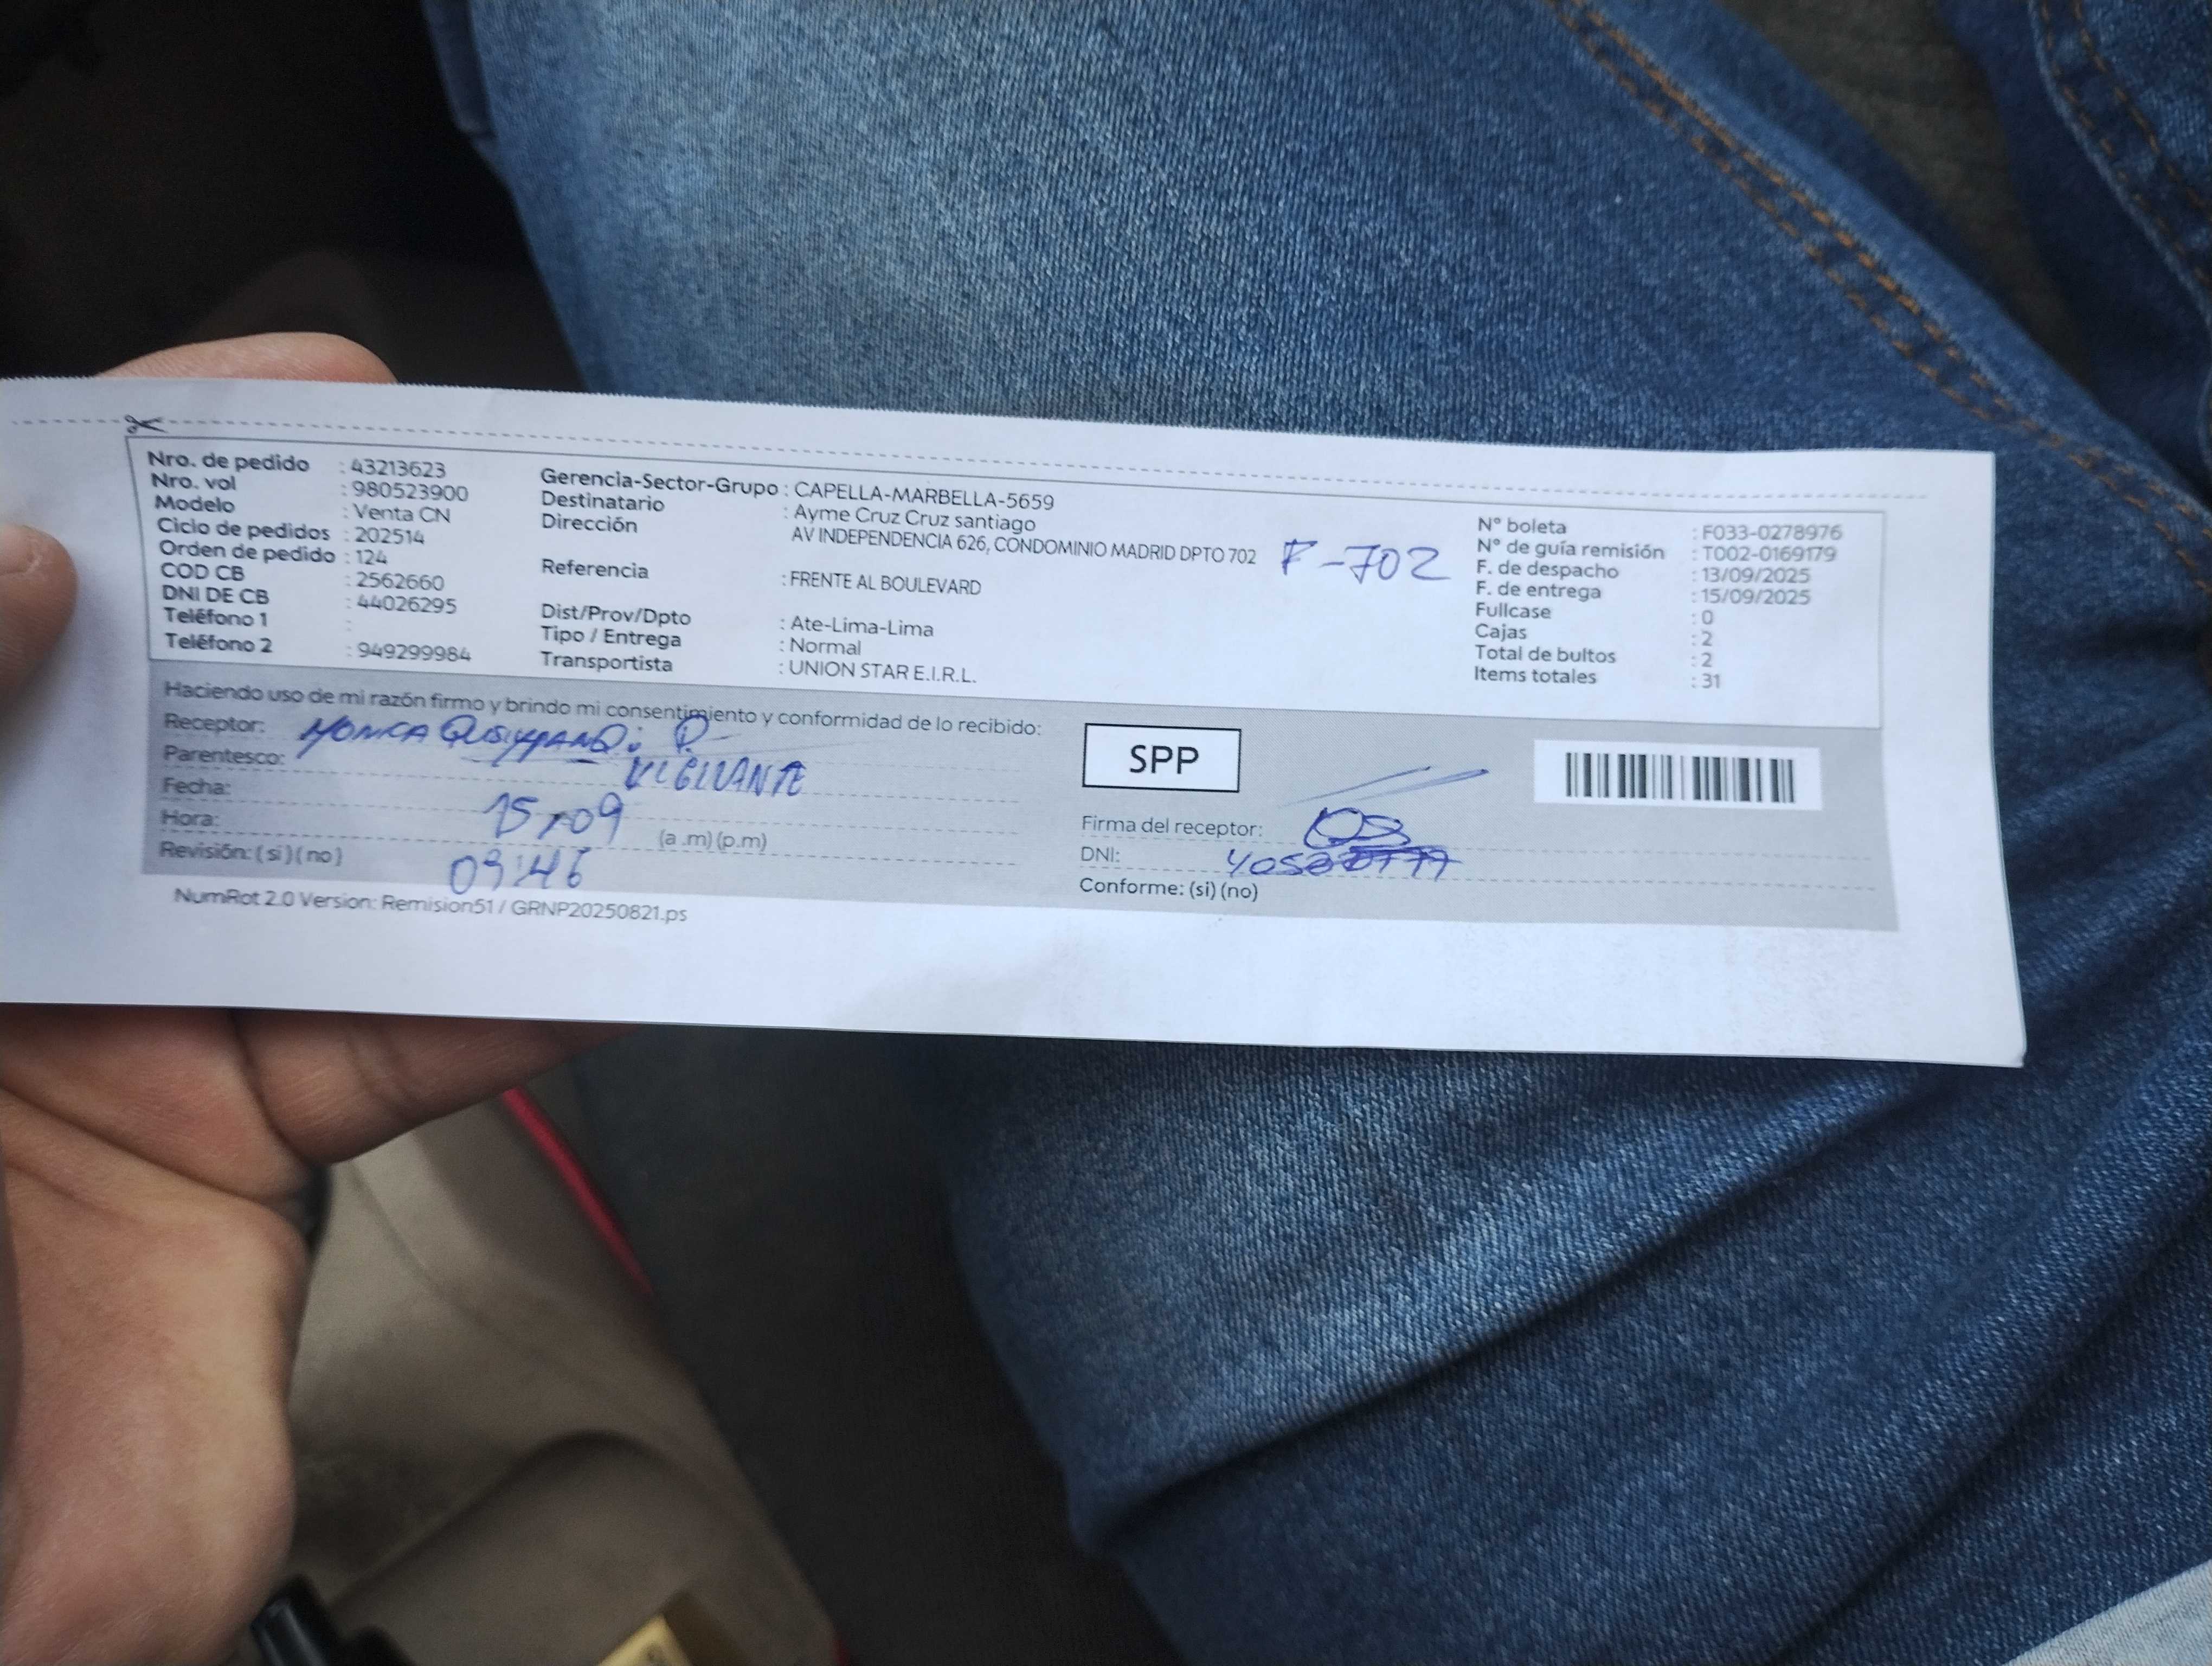 Nro. de pedido : 43213623
Nro. vol : 980523900
Modelo : Venta CN
Ciclo de pedidos : 202514
Orden de pedido : 124
COD CB : 2562660
DNI DE CB : 44026295
Teléfono 1 :
Teléfono 2 : 949299984
Gerencia-Sector-Grupo : CAPELLA-MARBELLA-5659
Destinatario : Ayme Cruz Cruz santiago
Dirección AV INDEPENDENCIA 626, CONDOMINIO MADRID DPTO 702 F-702
Referencia : FRENTE AL BOULEVARD
Dist/Prov/Dpto : Ate-Lima-Lima
Tipo / Entrega : Normal
Transportista : UNION STAR E.I.R.L.
N° boleta : F033-0278976
N° de guía remisión : T002-0169179
F. de despacho : 13/09/2025
F. de entrega : 15/09/2025
Fullcase : 0
Cajas : 2
Total de bultos : 2
Items totales : 31
Haciendo uso de mi razón firmo y brindo mi consentimiento y conformidad de lo recibido:
Receptor: MONICA
Parentesco: VIGILANTE
Fecha: 15/09
Hora: 09:46 (a .m) (p.m)
Revisión: ( si ) ( no )
SPP
Firma del receptor:
DNI:
Conforme: (si) (no)
NumRot 2.0 Version: Remision51 / GRNP20250821.ps